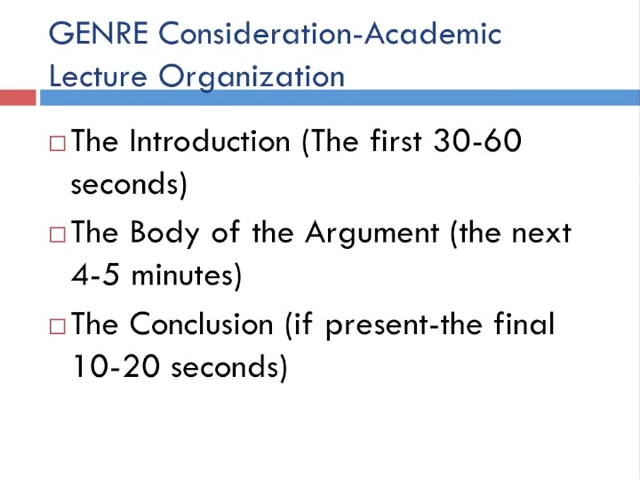 GENRE Consideration-Academic
Lecture Organization
The Introduction (The first 30-60
seconds)
The Body of the Argument (the next
4-5 minutes)
The Conclusion (if present-the final
10-20 seconds)